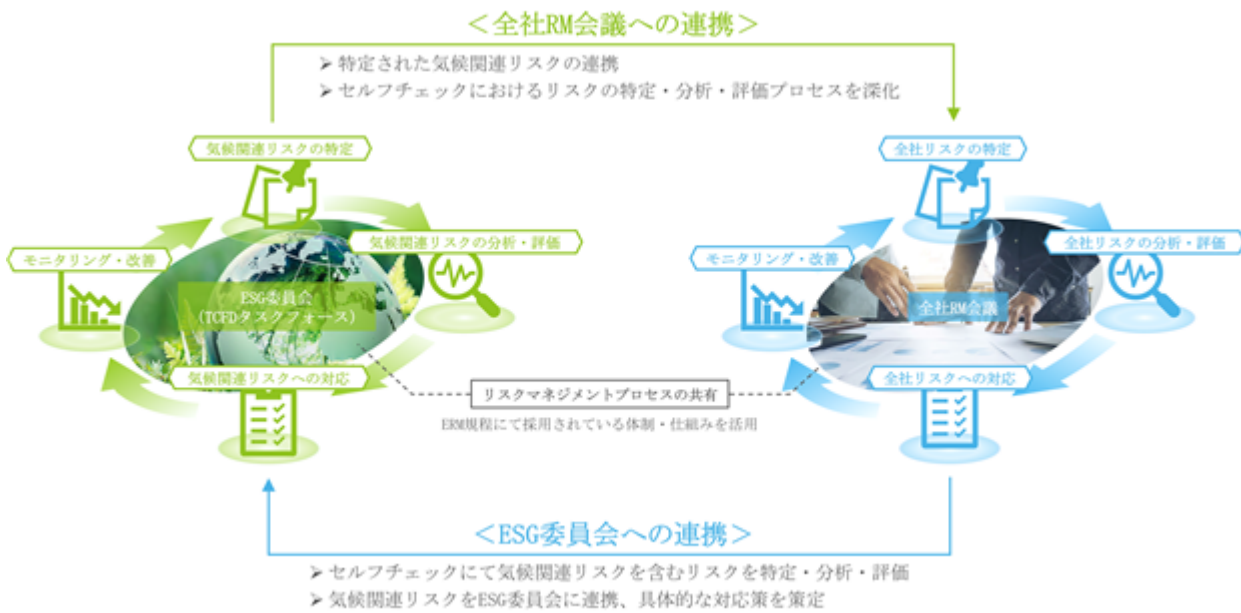 ＜全社RM会議への連携＞
➢ 特定された気候関連リスクの連携
➢ セルフチェックにおけるリスクの特定・分析・評価プロセスを深化
気候関連リスクの特定
気候関連リスクの分析・評価
モニタリング・改善
ESG委員会
(TCFDタスクフォース)
気候関連リスクへの対応
全社リスクの特定
全社リスクの分析・評価
モニタリング・改善
全社RM会議
全社リスクへの対応
リスクマネジメントプロセスの共有
ERM規程にて採用されている体制・仕組みを活用
＜ESG委員会への連携＞
➢ セルフチェックにて気候関連リスクを含むリスクを特定・分析・評価
➢ 気候関連リスクをESG委員会に連携、具体的な対応策を策定